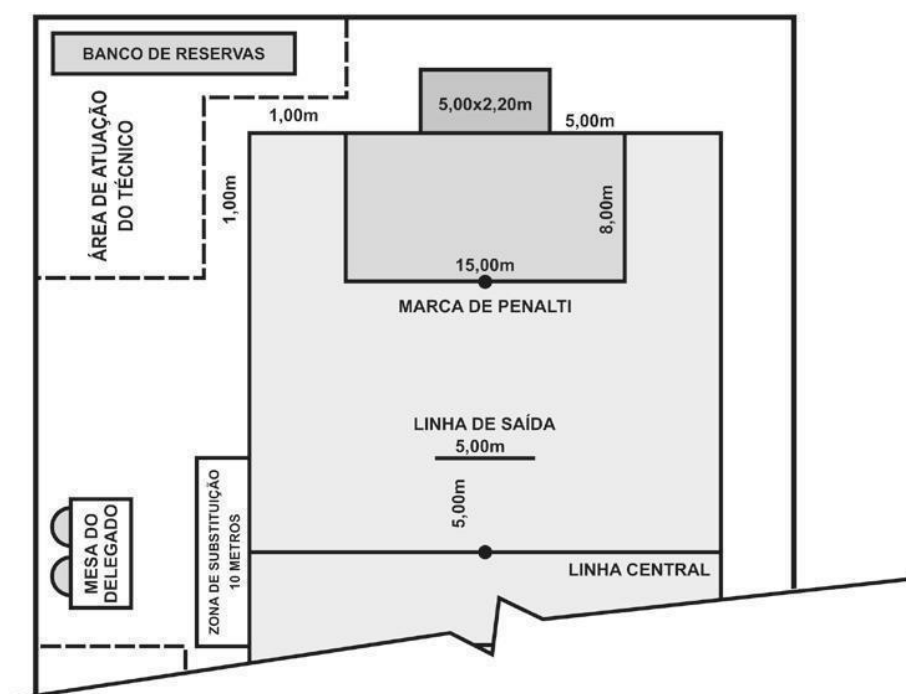 BANCO DE RESERVAS
5,00x2,20m
1,00m
5,00m
ÁREA DE ATUAÇÃO
DO TÉCNICO
1,00m
8,00m
15,00m
MARCA DE PENALTI
LINHA DE SAÍDA
5,00m
5,00m
ZONA DE SUBSTITUIÇÃO
10 METROS
MESA DO
DELEGADO
LINHA CENTRAL